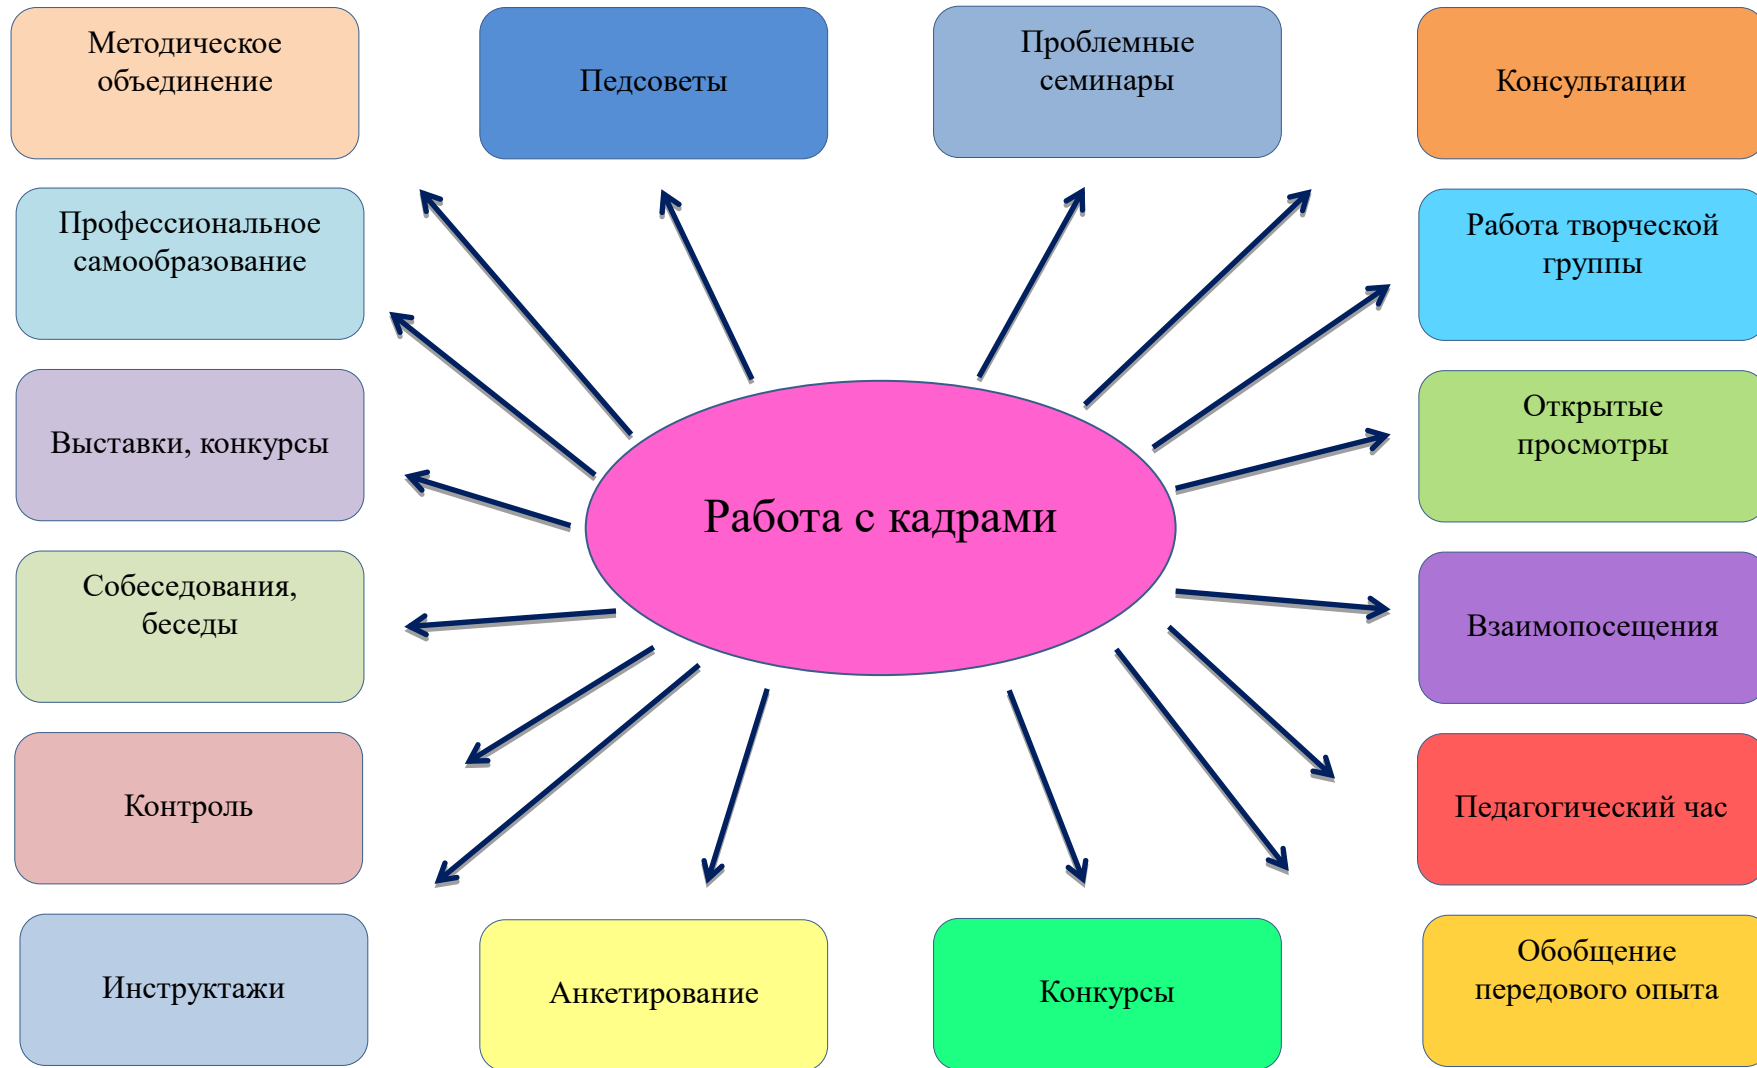 Методическое
объединение
Педсоветы
Проблемные
семинары
Консультации
Профессиональное
самообразование
Работа творческой
группы
Выставки, конкурсы
Открытые
просмотры
Работа с кадрами
Собеседования,
беседы
Взаимопосещения
Контроль
Педагогический час
Инструктажи
Анкетирование
Конкурсы
Обобщение
передового опыта